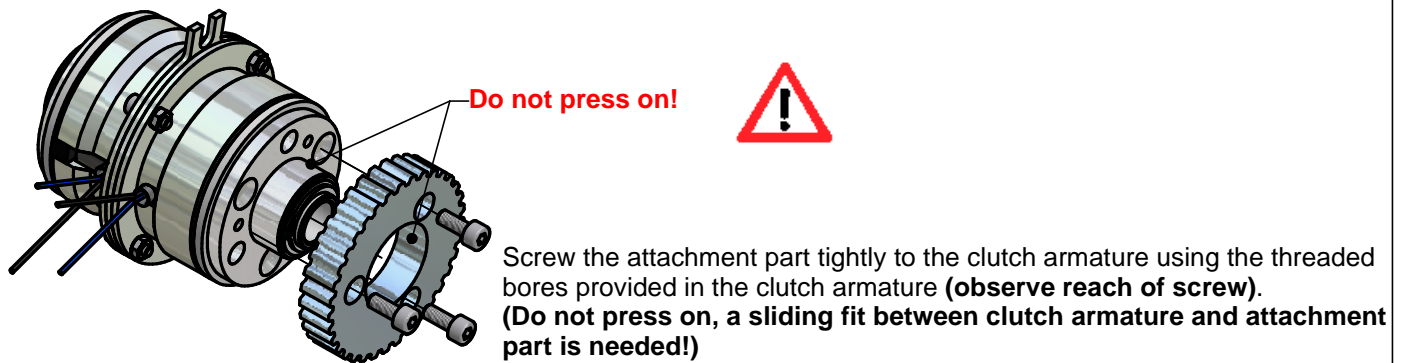 Do not press on!
Screw the attachment part tightly to the clutch armature using the threaded
bores provided in the clutch armature (observe reach of screw).
(Do not press on, a sliding fit between clutch armature and attachment
part is needed!)